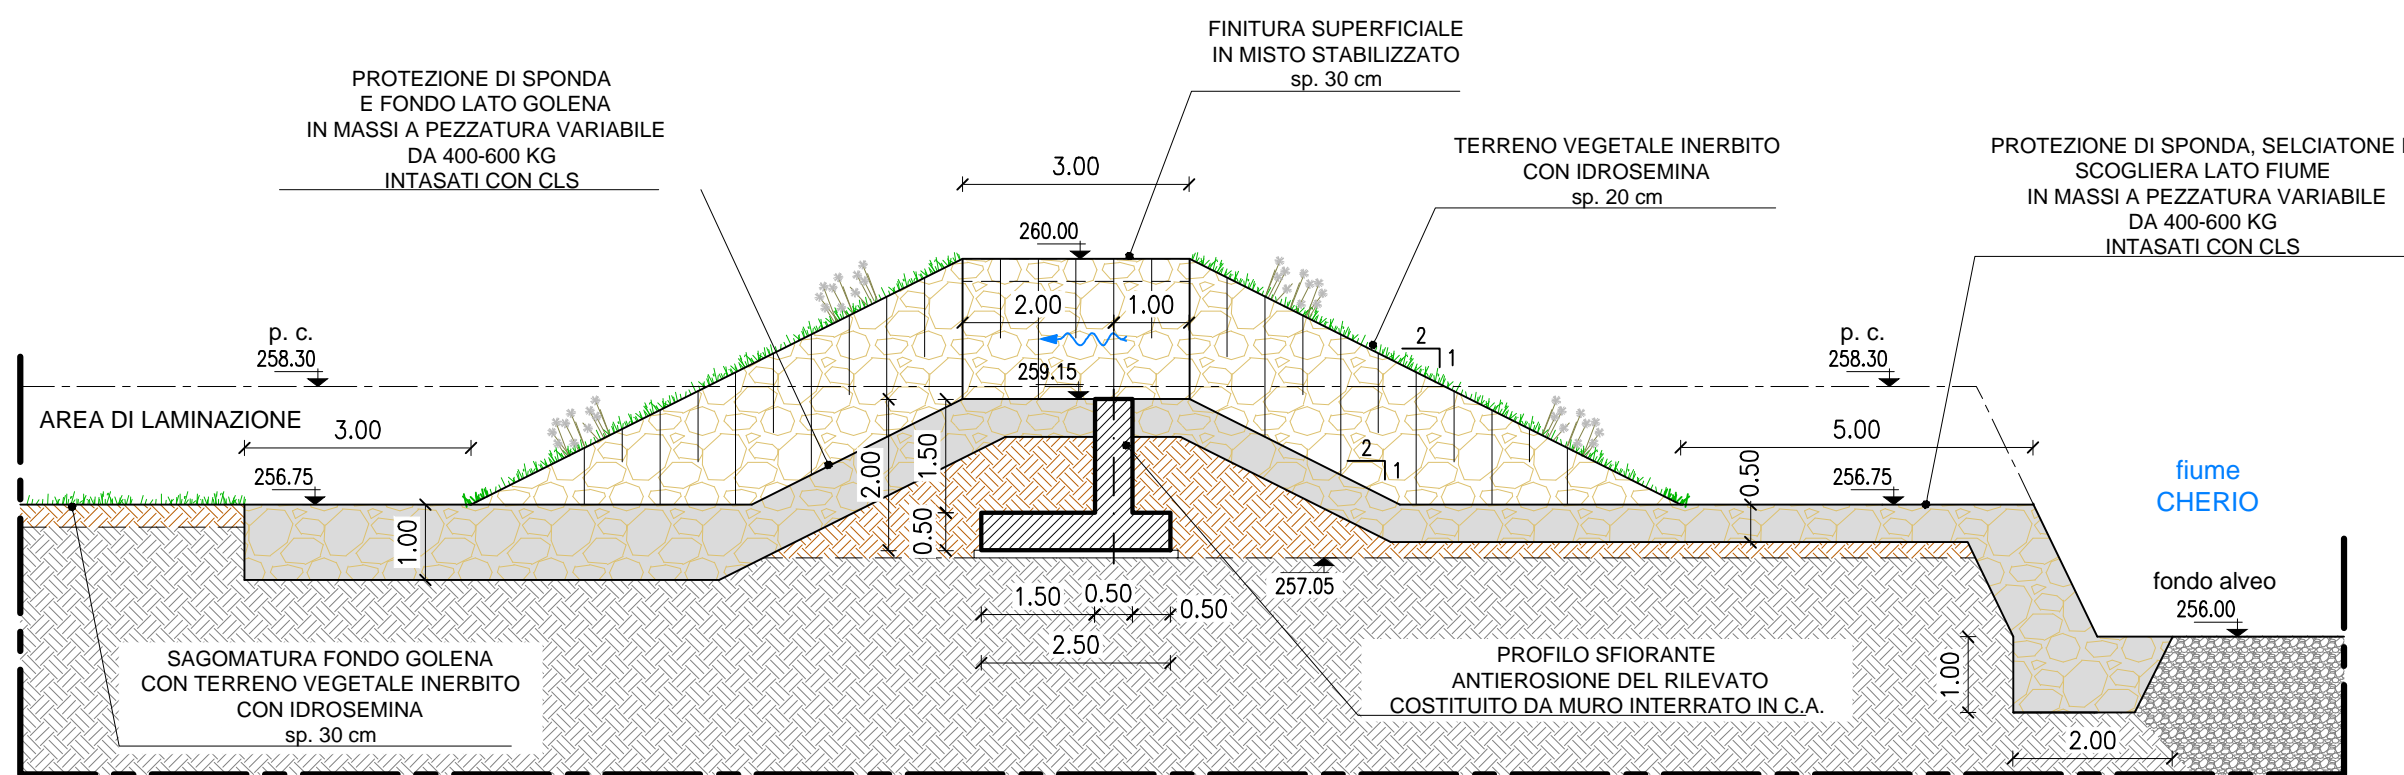 FINITURA SUPERFICIALE
IN MISTO STABILIZZATO
sp. 30 cm
PROTEZIONE DI SPONDA
E FONDO LATO GOLENA
IN MASSI A PEZZATURA VARIABILE
DA 400-600 KG
INTASATI CON CLS
TERRENO VEGETALE INERBITO
CON IDROSEMINA
sp. 20 cm
PROTEZIONE DI SPONDA, SELCIATONE
SCOGLIERA LATO FIUME
IN MASSI A PEZZATURA VARIABILE
DA 400-600 KG
INTASATI CON CLS
3.00
260.00
2.00
1.00
p. c.
258.30
2
1
p. c.
258.30
259.15
AREA DI LAMINAZIONE
3.00
5.00
256.75
2.00
1.50
0.50
2
1
256.75
0.50
fiume
CHERIO
1.00
257.05
fondo alveo
256.00
1.50
0.50
0.50
2.50
SAGOMATURA FONDO GOLENA
CON TERRENO VEGETALE INERBITO
CON IDROSEMINA
sp. 30 cm
PROFILO SFIORANTE
ANTIEROSIONE DEL RILEVATO
COSTITUITO DA MURO INTERRATO IN C.A.
1.00
2.00